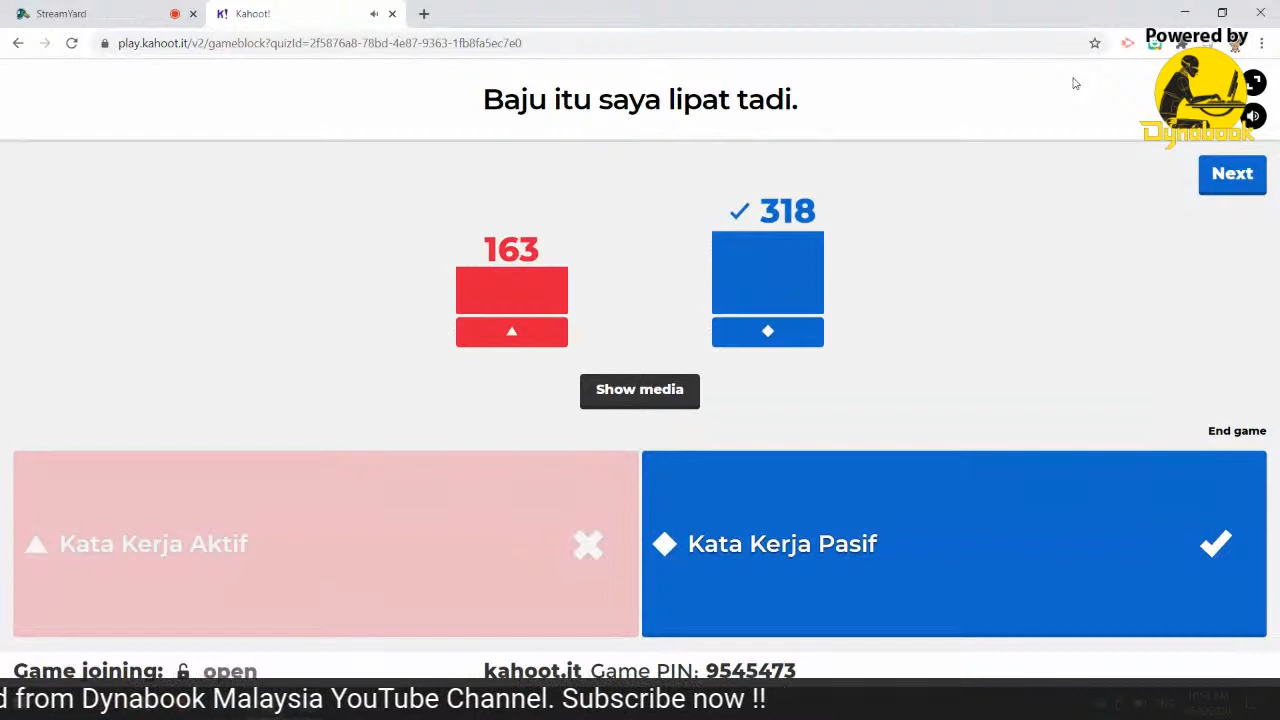 StreamYard
K! Kahoot!
play.kahoot.it/v2/gameblock?quizId=2f5876a8-78bd-4e87-9363-1fb8fa5ec7e0
Powered by
Dynabook
Baju itu saya lipat tadi.
Next
163
318
Show media
End game
Kata Kerja Aktif
Kata Kerja Pasif
Game joining: open
kahoot.it Game PIN: 9545473
d from Dynabook Malaysia YouTube Channel. Subscribe now !!